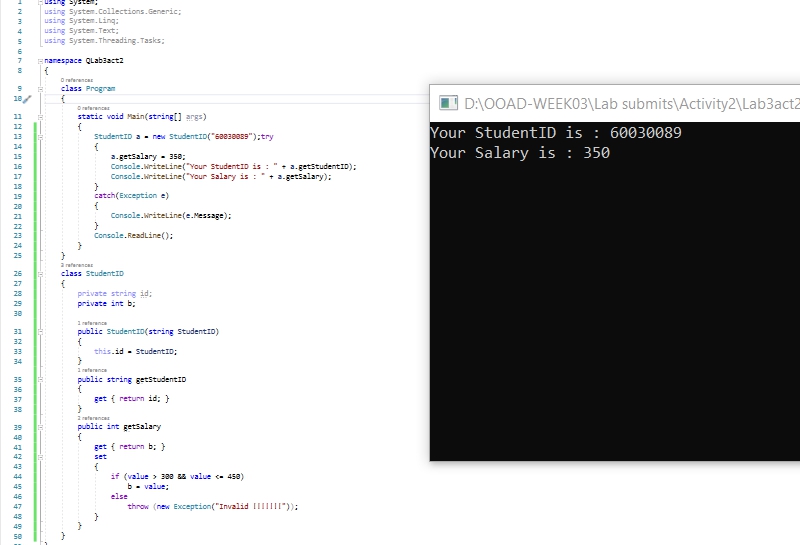 1 using System;
2 using System.Collections.Generic;
3 using System.Linq;
4 using System.Text;
5 using System.Threading.Tasks;
6
7 namespace QLab3act2
8 {
0 references
9 class Program
10 {
0 references
11 static void Main(string[] args)
12 {
13 StudentID a = new StudentID("60030089");try
14 {
15 a.getSalary = 350;
16 Console.WriteLine("Your StudentID is : " + a.getStudentID);
17 Console.WriteLine("Your Salary is : " + a.getSalary);
18 }
19 catch(Exception e)
20 {
21 Console.WriteLine(e.Message);
22 }
23 Console.ReadLine();
24 }
25 }
3 references
26 class StudentID
27 {
28 private string id;
29 private int b;
30
1 reference
31 public StudentID(string StudentID)
32 {
33 this.id = StudentID;
34 }
1 reference
35 public string getStudentID
36 {
37 get { return id; }
38 }
2 references
39 public int getSalary
40 {
41 get { return b; }
42 set
43 {
44 if (value > 300 && value <= 450)
45 b = value;
46 else
47 throw (new Exception("Invalid !!!!!!!"));
48 }
49 }
50 }
}
D:\OOAD-WEEK03\Lab submits\Activity2\Lab3act2
Your StudentID is : 60030089
Your Salary is : 350